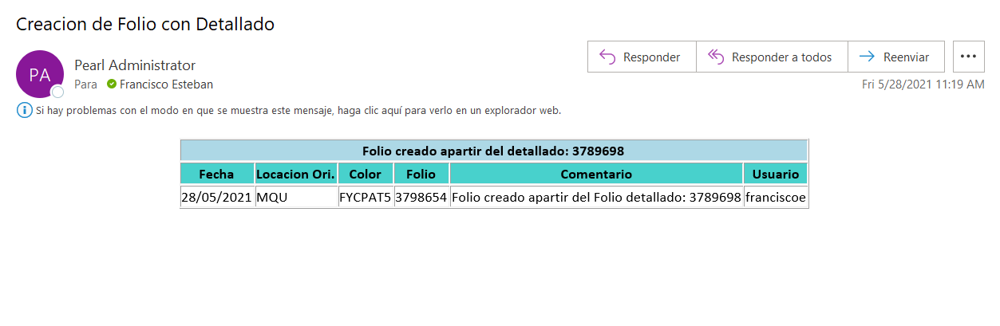 Creacion de Folio con Detallado
PA
Pearl Administrator
Para Francisco Esteban
Responder
Responder a todos
Reenviar
Fri 5/28/2021 11:19 AM
Si hay problemas con el modo en que se muestra este mensaje, haga clic aquí para verlo en un explorador web.
Folio creado apartir del detallado: 3789698
Fecha Locacion Ori. Color Folio Comentario Usuario
28/05/2021 MQU FYCPAT5 3798654 Folio creado apartir del Folio detallado: 3789698 franciscoe